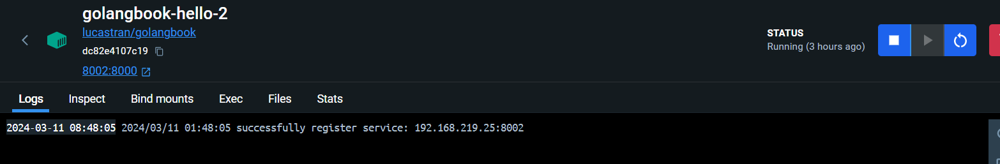 golangbook-hello-2
lucastran/golangbook
dc82e4107c19
8002:8000
STATUS
Running (3 hours ago)
Logs Inspect Bind mounts Exec Files Stats
2024-03-11 08:48:05 2024/03/11 01:48:05 successfully register service: 192.168.219.25:8002